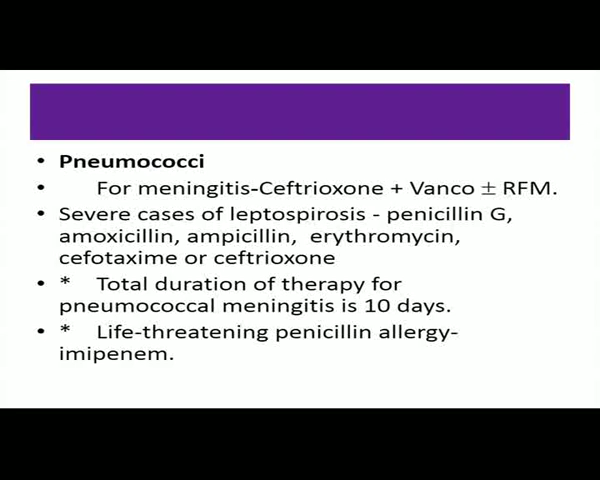 • Pneumococci
• For meningitis-Ceftrioxone + Vanco ± RFM.
• Severe cases of leptospirosis - penicillin G,
amoxicillin, ampicillin, erythromycin,
cefotaxime or ceftrioxone
• * Total duration of therapy for
pneumococcal meningitis is 10 days.
• * Life-threatening penicillin allergy-
imipenem.